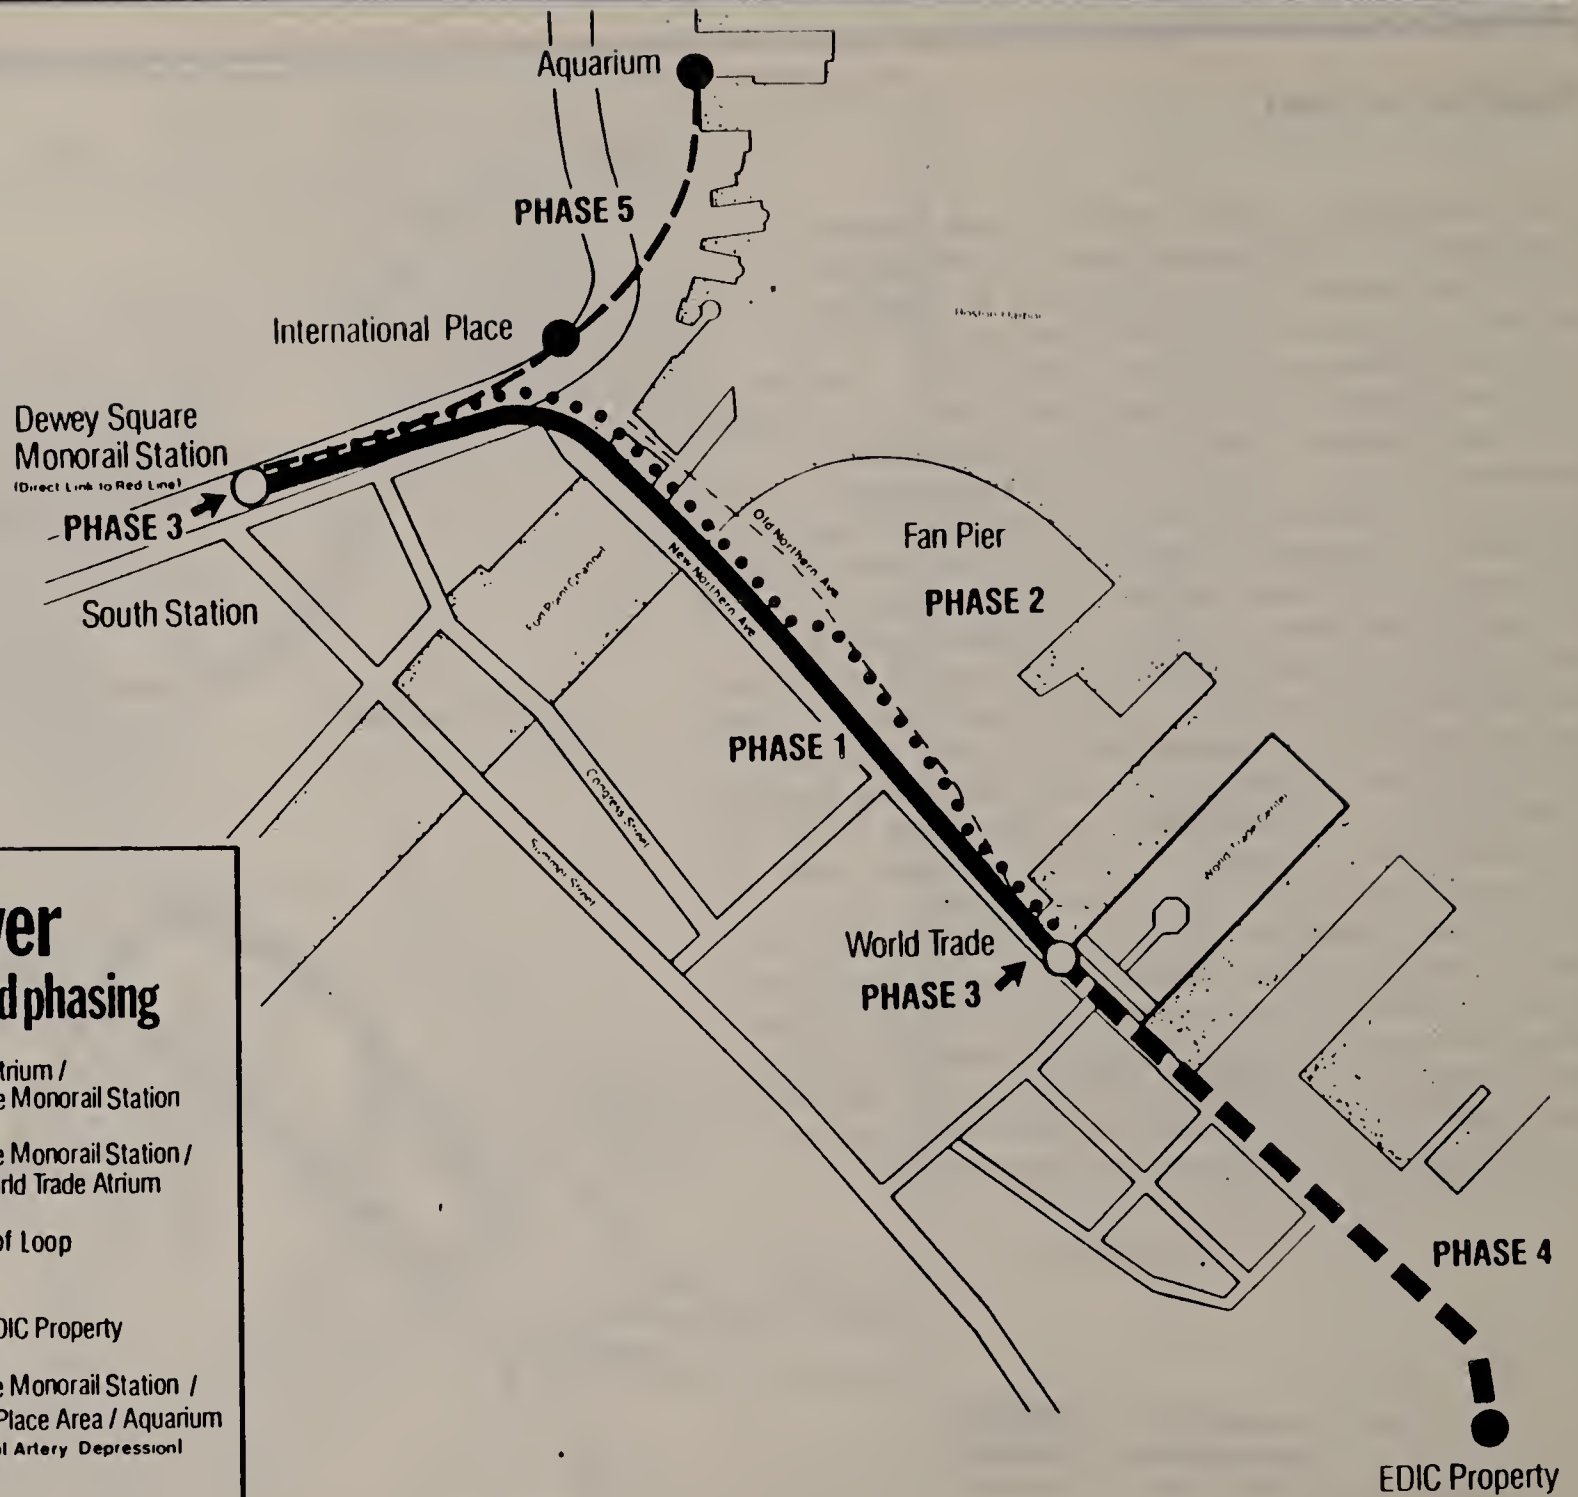 Aquarium
PHASE 5
International Place
Boston Harbor
Dewey Square
Monorail Station
(Direct Link to Red Line)
PHASE 3
Old Northern Ave
Fan Pier
New Northern Ave
PHASE 2
South Station
PHASE 1
Congress Street
Summer Street
World Trade Center
World Trade
PHASE 3
PHASE 4
EDIC Property
ver
d phasing
trium /
e Monorail Station
e Monorail Station /
rld Trade Atrium
of Loop
DIC Property
e Monorail Station /
Place Area / Aquarium
l Artery Depression)